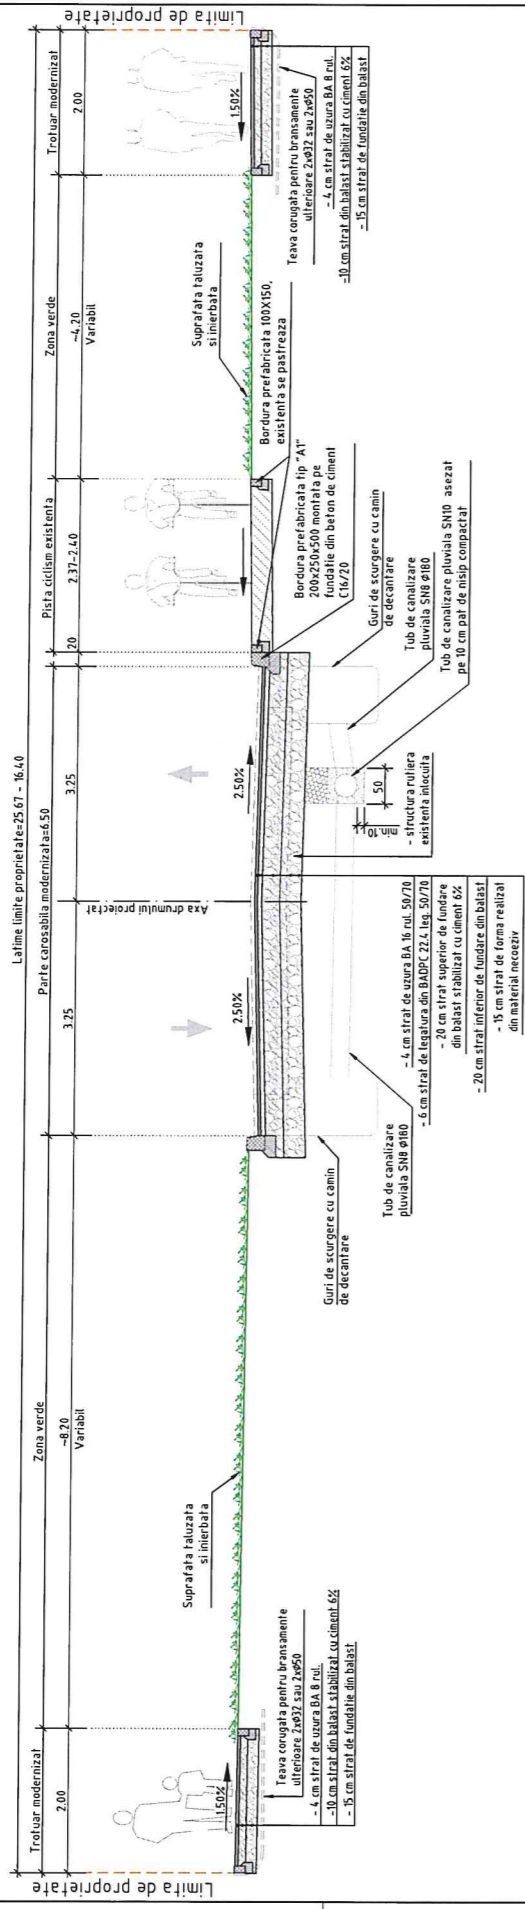 Latime limite proprietate=25.67 - 16.40
Trotuar modernizat
2.00
Zona verde
~8.20
Variabil
Parte carosabila modernizata=6.50
3.25
3.25
20
Pista ciclism existenta
2.37-2.40
Zona verde
~4.20
Variabil
Trotuar modernizat
2.00
Limita de proprietate
Limita de proprietate
Axa drumului proiectat
1.50%
2.50%
2.50%
1.50%
Suprafata taluzata
si inierbata
Suprafata taluzata
si inierbata
Teava corugata pentru bransamente
ulterioare 2xØ32 sau 2xØ50
- 4 cm strat de uzura BA 8 rul.
-10 cm strat din balast stabilizat cu ciment 6%
- 15 cm strat de fundatie din balast
Guri de scurgere cu camin
de decantare
Tub de canalizare
pluviala SN8 Ø180
- 4 cm strat de uzura BA 16 rul. 50/70
- 6 cm strat de legatura din BADPC 22.4 leg. 50/70
- 20 cm strat superior de fundare
din balast stabilizat cu ciment 6%
- 20 cm strat inferior de fundare din balast
- 15 cm strat de forma realizat
din material necoeziv
min.10
50
- structura rutiera
existenta inlocuita
Bordura prefabricata 100X150,
existenta se pastreaza
Bordura prefabricata tip "A1"
200x250x500 montata pe
fundatie din beton de ciment
C16/20
Guri de scurgere cu camin
de decantare
Tub de canalizare
pluviala SN8 Ø180
Tub de canalizare pluviala SN10 asezat
pe 10 cm pat de nisip compactat
Teava corugata pentru bransamente
ulterioare 2xØ32 sau 2xØ50
- 4 cm strat de uzura BA 8 rul.
-10 cm strat din balast stabilizat cu ciment 6%
- 15 cm strat de fundatie din balast